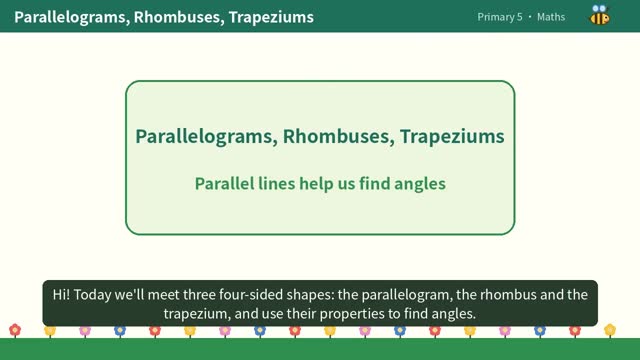 Parallelograms, Rhombuses, Trapeziums
Primary 5 • Maths
Parallelograms, Rhombuses, Trapeziums
Parallel lines help us find angles
Hi! Today we'll meet three four-sided shapes: the parallelogram, the rhombus and the
trapezium, and use their properties to find angles.